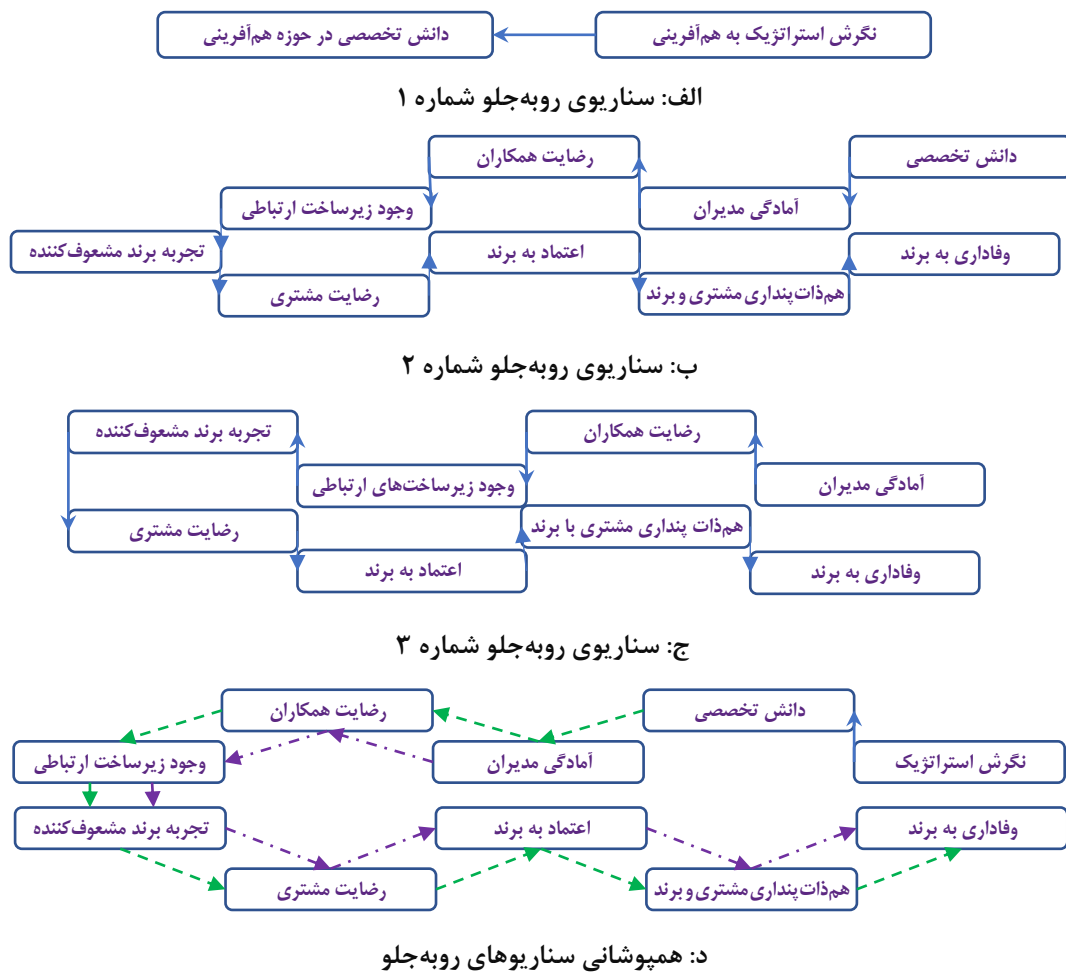 نگرش استراتژیک به هم‌آفرینی
دانش تخصصی در حوزه هم‌آفرینی
الف: سناریوی روبه‌جلو شماره ۱
دانش تخصصی
رضایت همکاران
آمادگی مدیران
وجود زیرساخت ارتباطی
وفاداری به برند
اعتماد به برند
تجربه برند مشعوف‌کننده
هم‌ذات‌پنداری مشتری و برند
رضایت مشتری
ب: سناریوی روبه‌جلو شماره ۲
رضایت همکاران
تجربه برند مشعوف‌کننده
آمادگی مدیران
وجود زیرساخت‌های ارتباطی
هم‌ذات پنداری مشتری با برند
رضایت مشتری
وفاداری به برند
اعتماد به برند
ج: سناریوی روبه‌جلو شماره ۳
دانش تخصصی
رضایت همکاران
نگرش استراتژیک
آمادگی مدیران
وجود زیرساخت ارتباطی
وفاداری به برند
اعتماد به برند
تجربه برند مشعوف‌کننده
هم‌ذات‌پنداری مشتری و برند
رضایت مشتری
د: همپوشانی سناریوهای روبه‌جلو